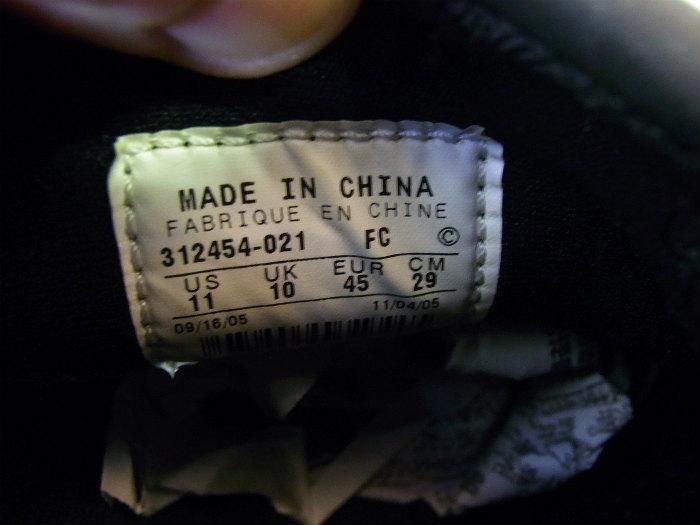 MADE IN CHINA
FABRIQUE EN CHINE
312454-021 FC ©
US UK EUR CM
11 10 45 29
09/16/05 11/04/05